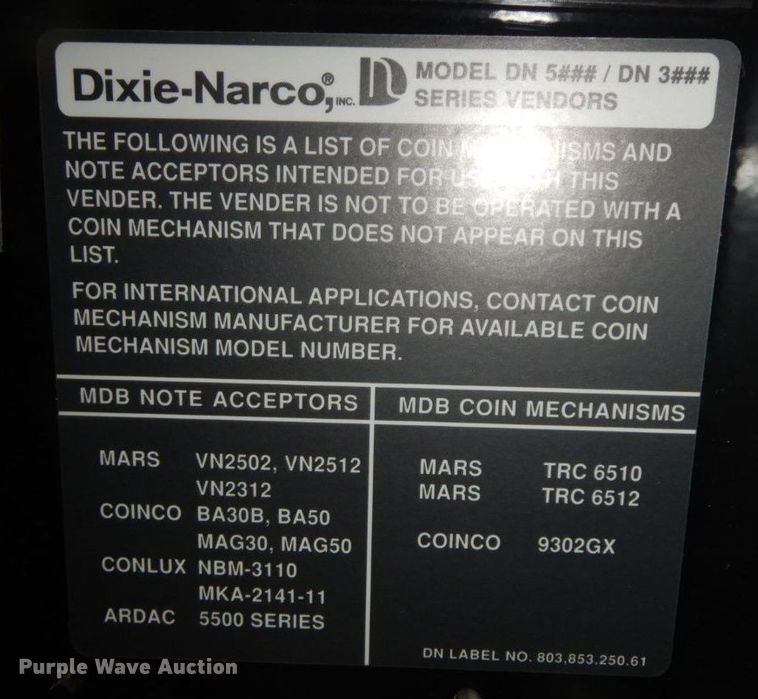 Dixie-Narco,® INC. DN MODEL DN 5### / DN 3###
SERIES VENDORS
THE FOLLOWING IS A LIST OF COIN MECHANISMS AND
NOTE ACCEPTORS INTENDED FOR USE WITH THIS
VENDER. THE VENDER IS NOT TO BE OPERATED WITH A
COIN MECHANISM THAT DOES NOT APPEAR ON THIS
LIST.
FOR INTERNATIONAL APPLICATIONS, CONTACT COIN
MECHANISM MANUFACTURER FOR AVAILABLE COIN
MECHANISM MODEL NUMBER.
MDB NOTE ACCEPTORS
MARS VN2502, VN2512
VN2312
COINCO BA30B, BA50
MAG30, MAG50
CONLUX NBM-3110
MKA-2141-11
ARDAC 5500 SERIES
MDB COIN MECHANISMS
MARS TRC 6510
MARS TRC 6512
COINCO 9302GX
DN LABEL NO. 803,853,250.61
Purple Wave Auction